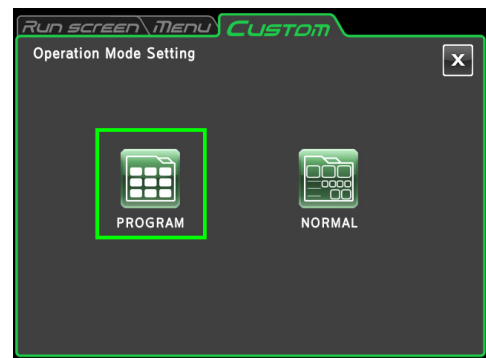 Run screen Menu Custom
Operation Mode Setting
X
PROGRAM NORMAL